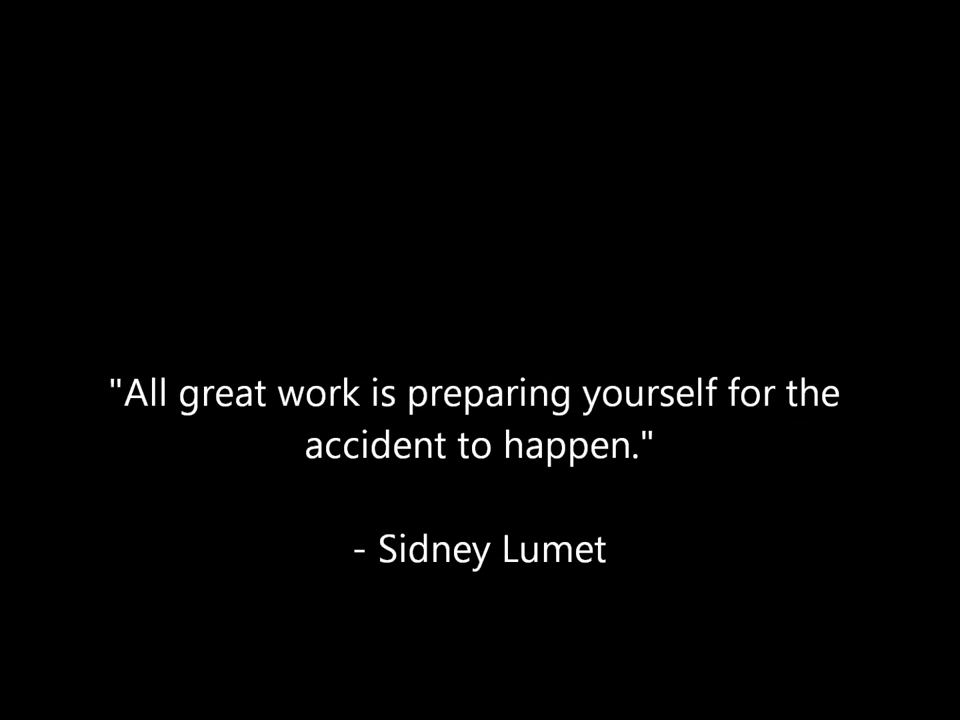 "All great work is preparing yourself for the
accident to happen."
- Sidney Lumet